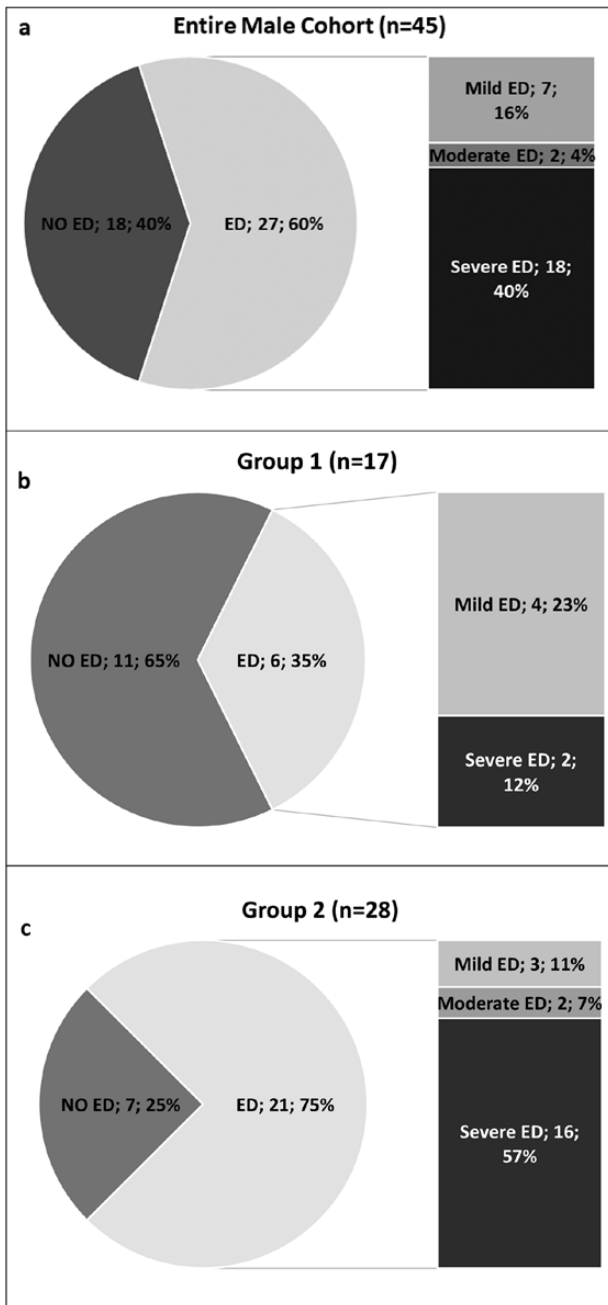 a
Entire Male Cohort (n=45)
NO ED; 18; 40%
ED; 27; 60%
Mild ED; 7;
16%
Moderate ED; 2; 4%
Severe ED; 18;
40%
b
Group 1 (n=17)
NO ED; 11; 65%
ED; 6; 35%
Mild ED; 4; 23%
Severe ED; 2;
12%
c
Group 2 (n=28)
NO ED; 7; 25%
ED; 21; 75%
Mild ED; 3; 11%
Moderate ED; 2; 7%
Severe ED; 16;
57%